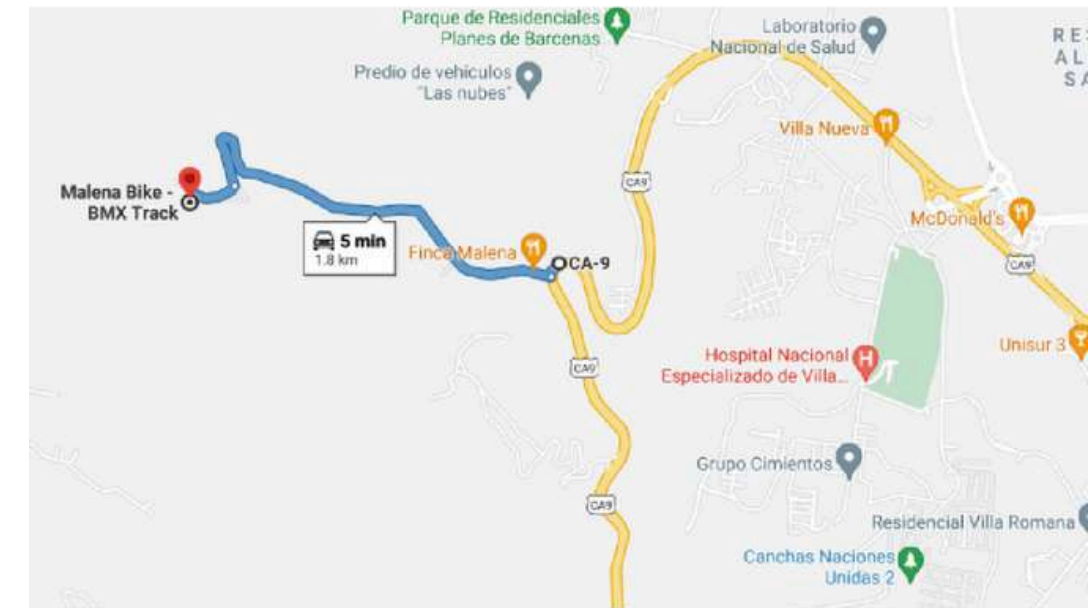 Parque de Residenciales
Planes de Barcenas
Laboratorio
Nacional de Salud
Predio de vehículos
"Las nubes"
Villa Nueva
CA9
Malena Bike -
BMX Track
McDonald's
5 min
1.8 km
Finca Malena
CA-9
CA9
Unisur 3
Hospital Nacional
Especializado de Villa...
CA9
Grupo Cimientos
CA9
Residencial Villa Romana
Canchas Naciones
Unidas 2